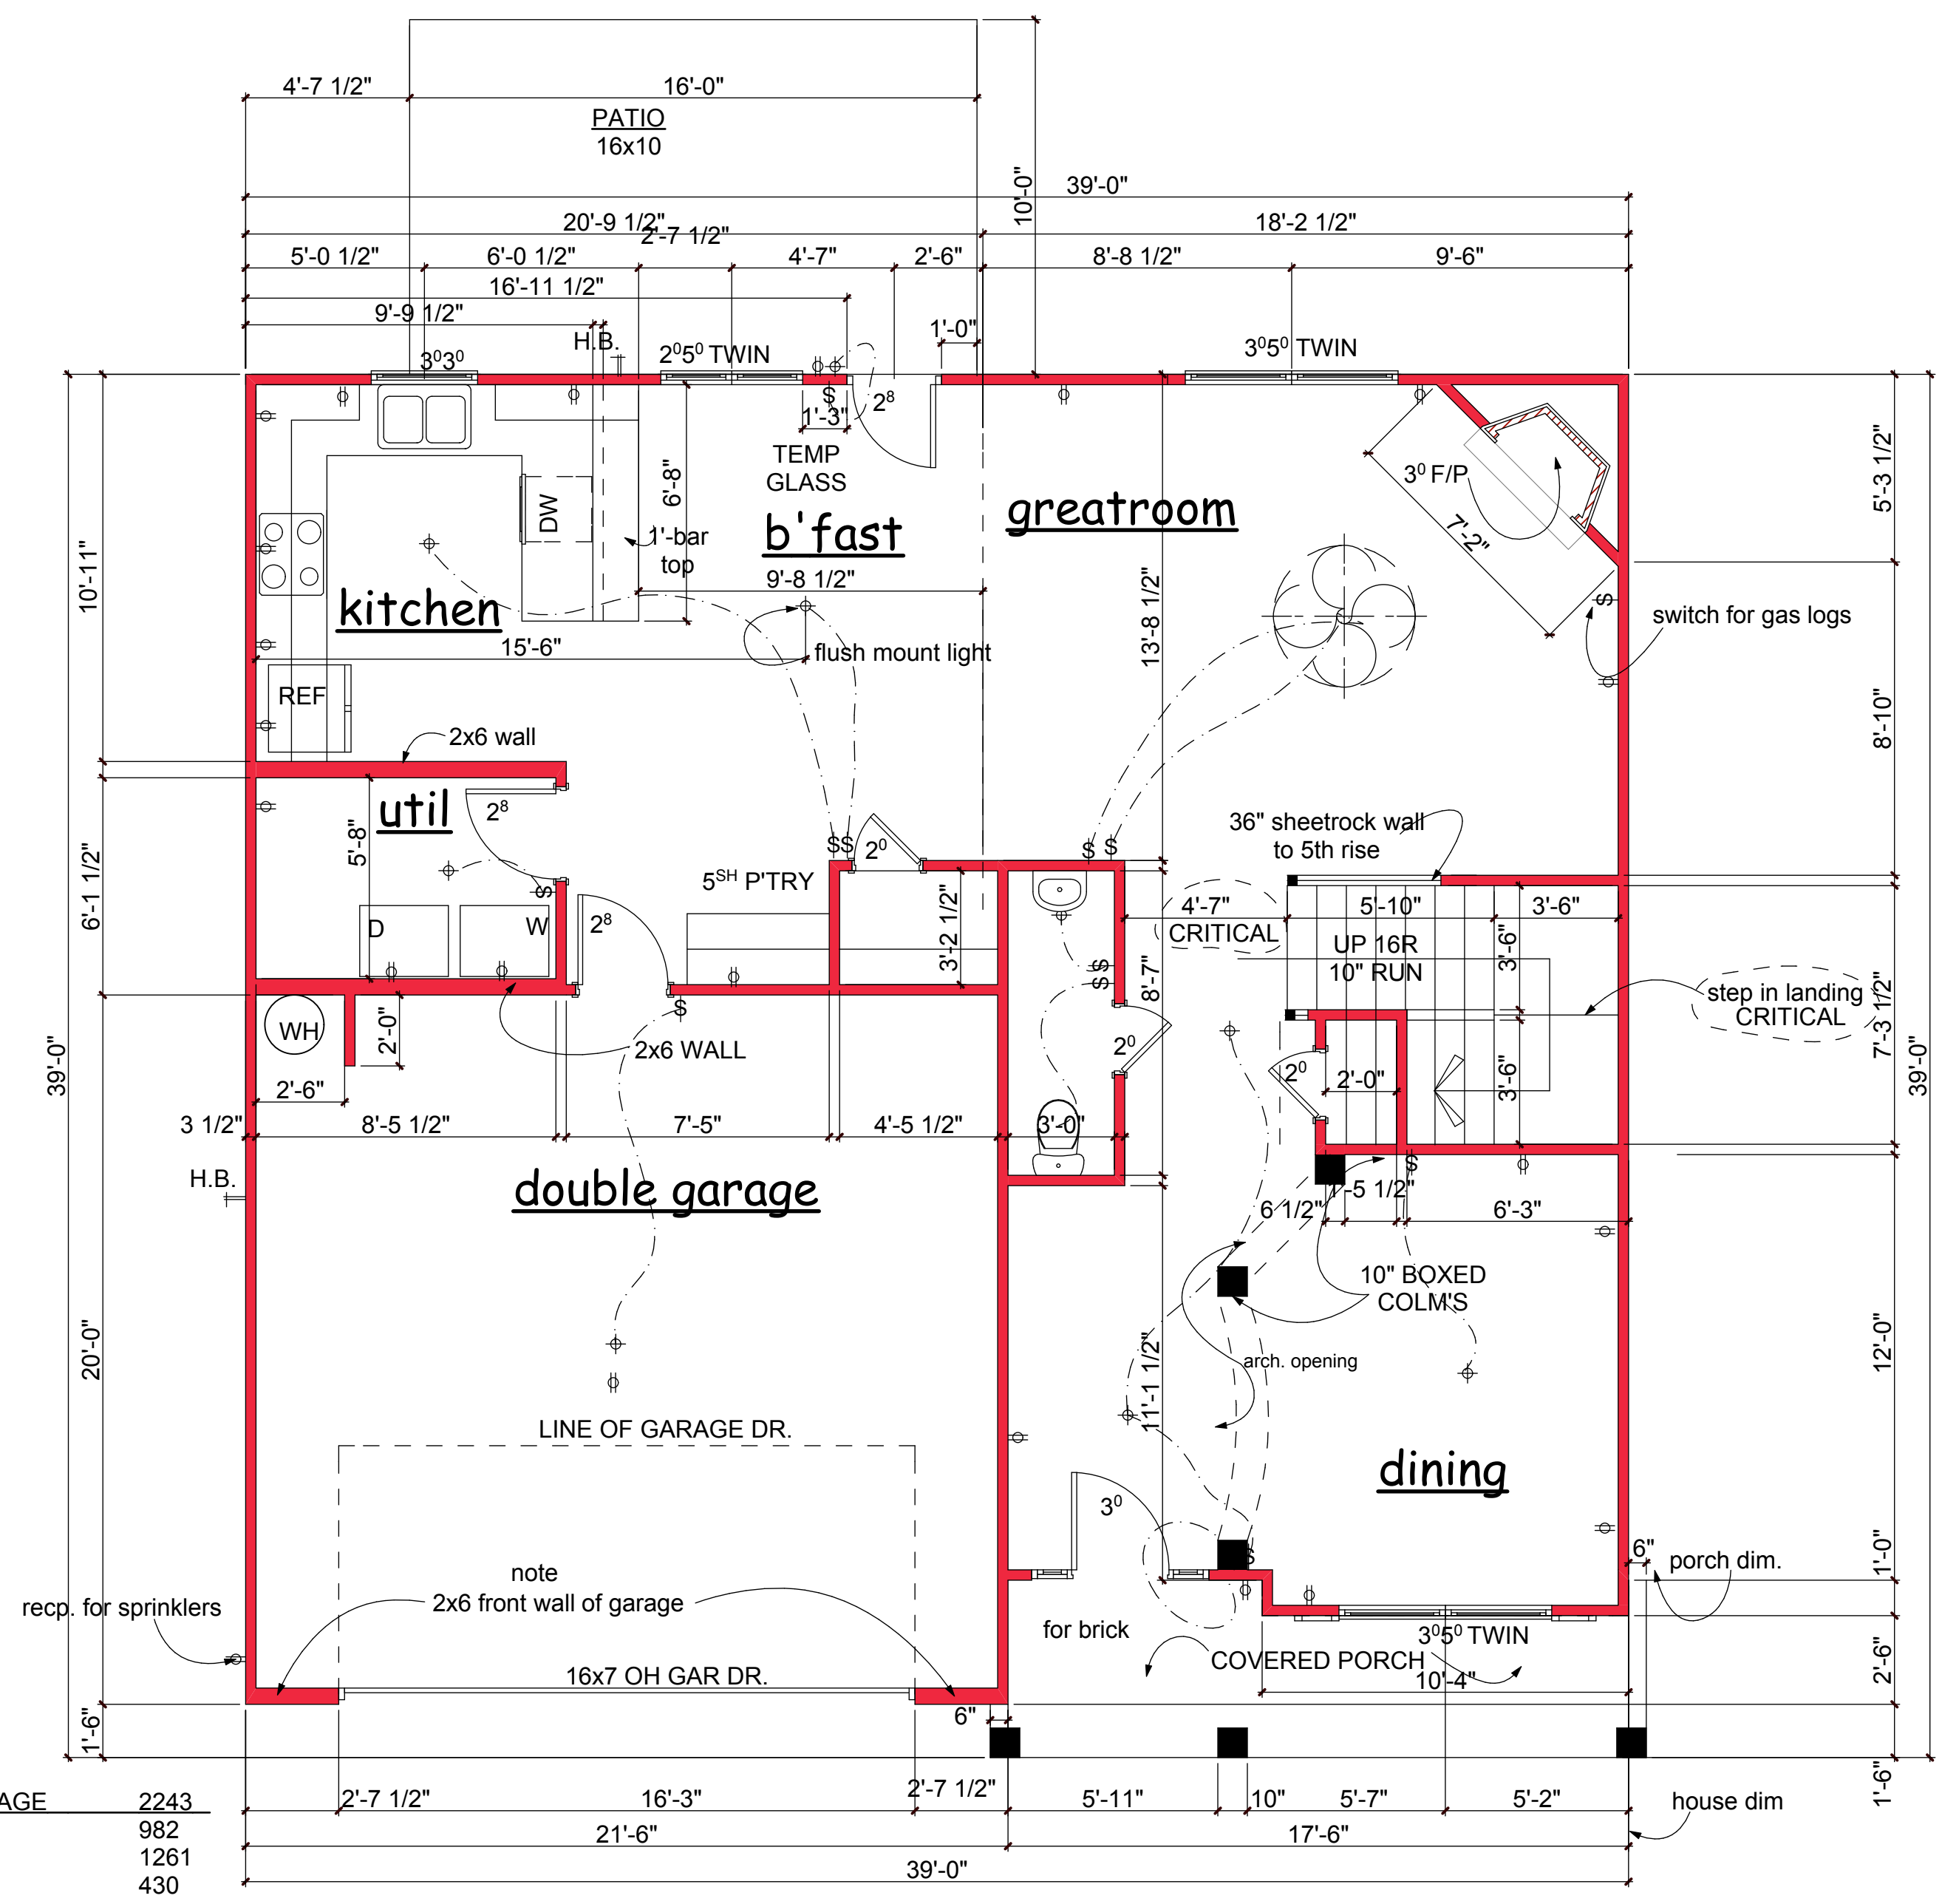 4'-7 1/2"
16'-0"
PATIO
16x10
10'-0"
39'-0"
20'-9 1/2"
2'-7 1/2"
18'-2 1/2"
5'-0 1/2"
6'-0 1/2"
4'-7"
2'-6"
8'-8 1/2"
9'-6"
16'-11 1/2"
9'-9 1/2"
H.B.
1'-0"
3⁰3⁰
2⁰5⁰ TWIN
3⁰5⁰ TWIN
2⁸
1'-3"
TEMP
GLASS
6'-8"
DW
1'-bar
top
b'fast
greatroom
3⁰ F/P
7'-2"
5'-3 1/2"
10'-11"
kitchen
9'-8 1/2"
15'-6"
flush mount light
13'-8 1/2"
switch for gas logs
8'-10"
REF
2x6 wall
util
2⁸
5'-8"
6'-1 1/2"
$
$$
2⁰
$ $
36" sheetrock wall
to 5th rise
5ˢᴴ P'TRY
D
W
2⁸
3'-2 1/2"
4'-7"
CRITICAL
5'-10"
3'-6"
UP 16R
10" RUN
3'-6"
8'-7"
$$
step in landing
CRITICAL
7'-3 1/2"
39'-0"
39'-0"
WH
2'-0"
2'-6"
2x6 WALL
2⁰
2⁰
2'-0"
3'-6"
3 1/2"
8'-5 1/2"
7'-5"
4'-5 1/2"
3'-0"
H.B.
double garage
6 1/2"
-5 1/2"
6'-3"
10" BOXED
COLM'S
arch. opening
11'-1 1/2"
12'-0"
20'-0"
LINE OF GARAGE DR.
dining
3⁰
1'-0"
6"
porch dim.
note
2x6 front wall of garage
recp. for sprinklers
for brick
3⁰5⁰ TWIN
COVERED PORCH
10'-4"
2'-6"
16x7 OH GAR DR.
6"
1'-6"
1'-6"
AGE 2243
982
1261
430
2'-7 1/2"
16'-3"
2'-7 1/2"
5'-11"
10"
5'-7"
5'-2"
house dim
21'-6"
17'-6"
39'-0"